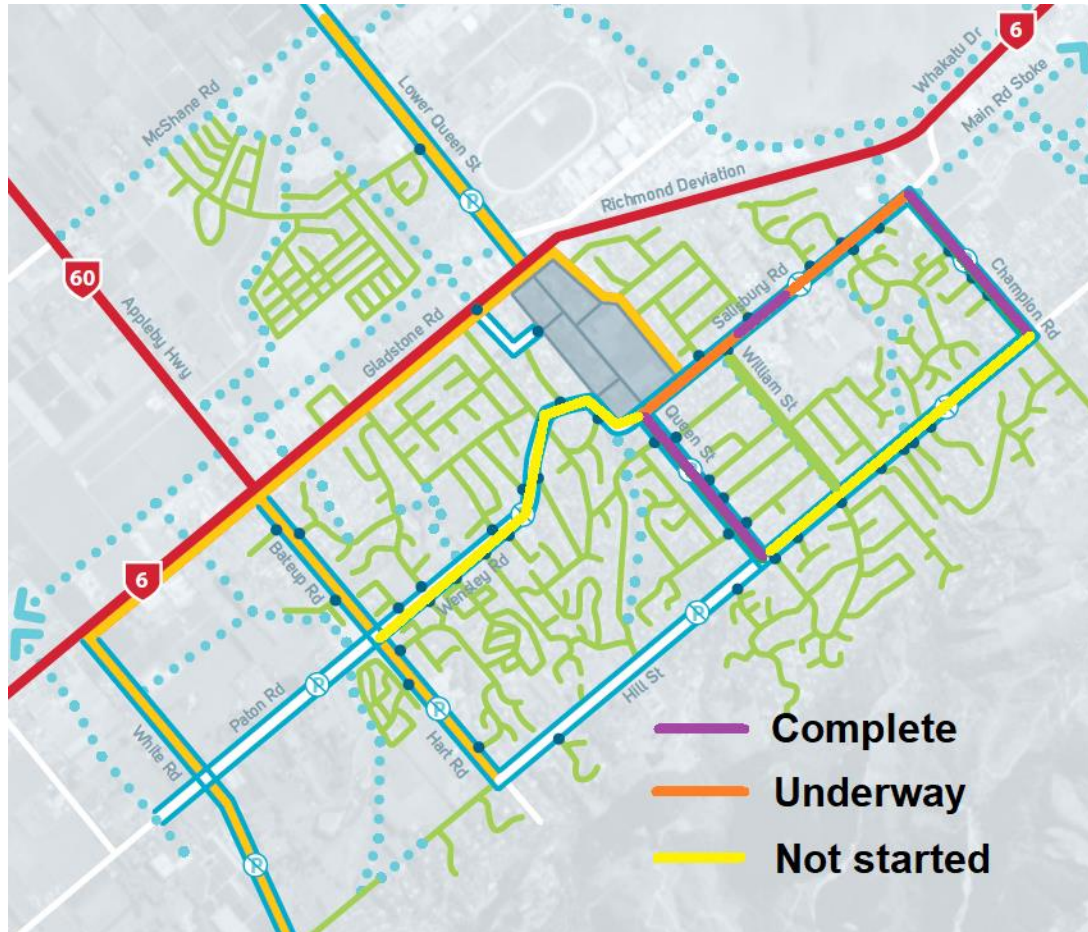 6
Whakatu Dr
Main Rd Stoke
McShane Rd
Lower Queen St
P
Richmond Deviation
60
Appleby Hwy
Gladstone Rd
Salisbury Rd
P
P
Champion Rd
William St
Queen St
P
P
P
6
Bateup Rd
Wensley Rd
P
Paton Rd
P
P
Hill St
White Rd
Hart Rd
P
Complete
Underway
Not started